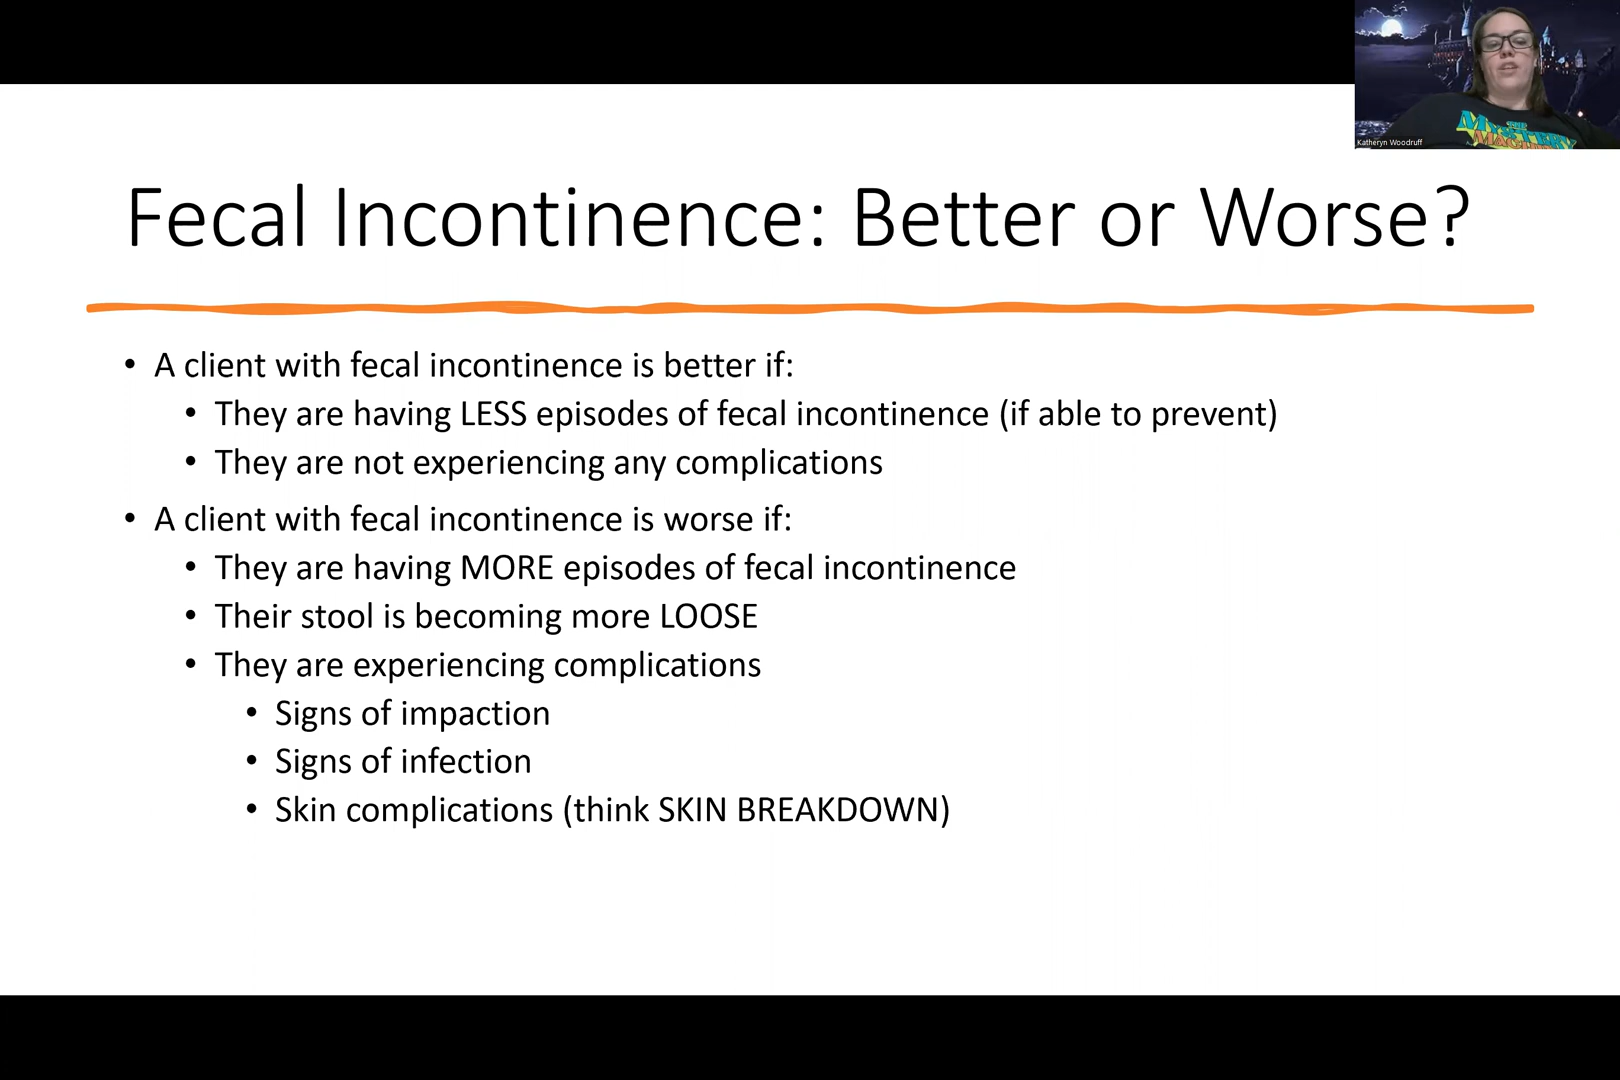 Katheryn Woodruff
THE
MYSTERY
Fecal Incontinence: Better or Worse?
• A client with fecal incontinence is better if:
• They are having LESS episodes of fecal incontinence (if able to prevent)
• They are not experiencing any complications
• A client with fecal incontinence is worse if:
• They are having MORE episodes of fecal incontinence
• Their stool is becoming more LOOSE
• They are experiencing complications
• Signs of impaction
• Signs of infection
• Skin complications (think SKIN BREAKDOWN)